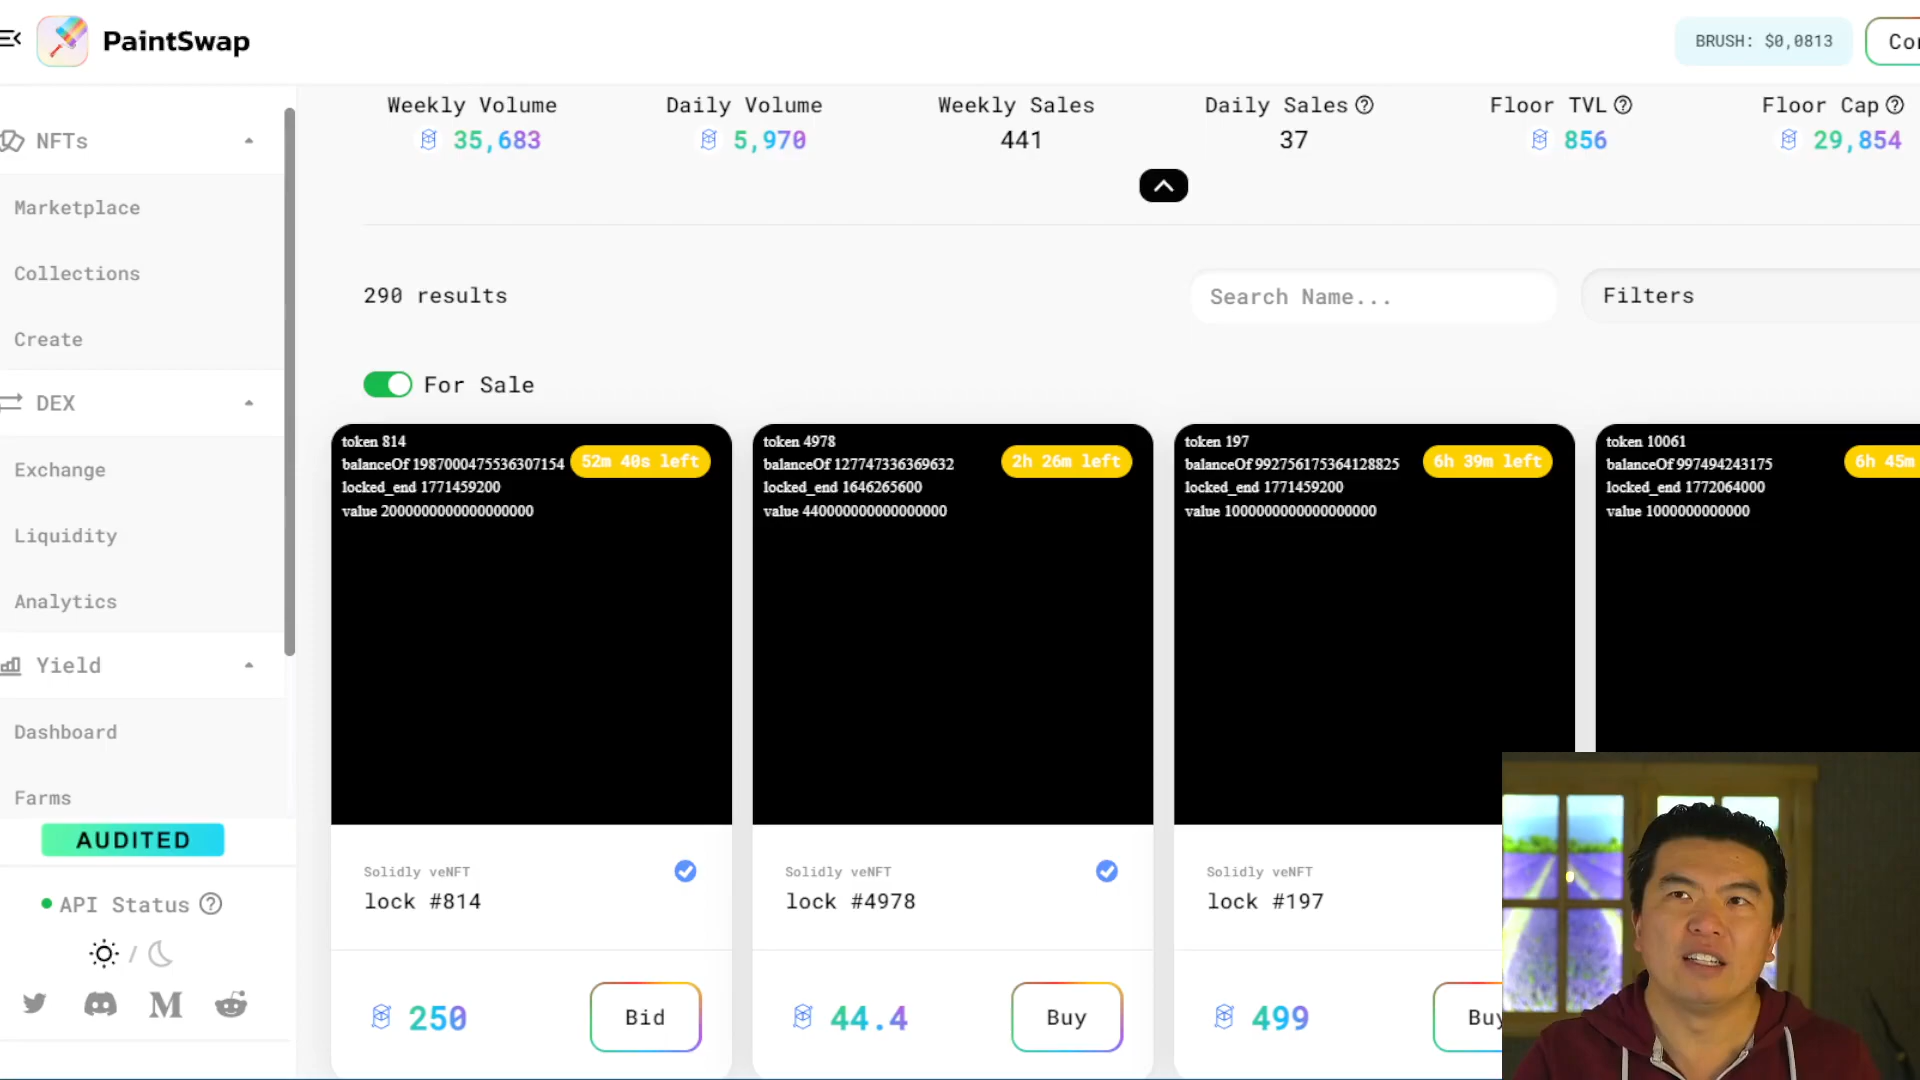 PaintSwap
BRUSH: $0,0813
NFTs
Marketplace
Collections
Create
DEX
Exchange
Liquidity
Analytics
Yield
Dashboard
Farms
AUDITED
API Status
/
Weekly Volume
35,683
Daily Volume
5,970
Weekly Sales
441
Daily Sales
37
Floor TVL
856
Floor Cap
29,854
290 results
Search Name...
Filters
For Sale
token 814
balanceOf 1987000475536307154
52m 40s left
locked_end 1771459200
value 2000000000000000000
Solidly veNFT
lock #814
250
Bid
token 4978
balanceOf 127747336369632
2h 26m left
locked_end 1646265600
value 440000000000000000
Solidly veNFT
lock #4978
44.4
Buy
token 197
balanceOf 992756175364128825
6h 39m left
locked_end 1771459200
value 1000000000000000000
Solidly veNFT
lock #197
499
Buy
token 10061
balanceOf 997494243175
6h 45m
locked_end 1772064000
value 1000000000000